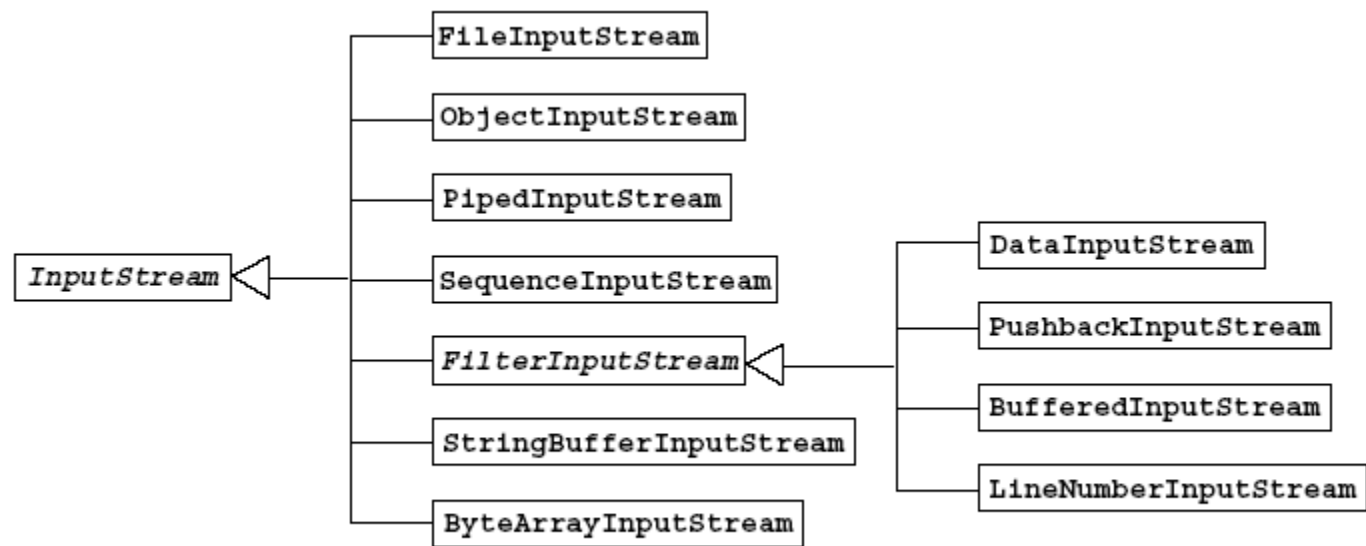 FileInputStream
ObjectInputStream
PipedInputStream
InputStream
SequenceInputStream
FilterInputStream
StringBufferInputStream
ByteArrayInputStream
DataInputStream
PushbackInputStream
BufferedInputStream
LineNumberInputStream